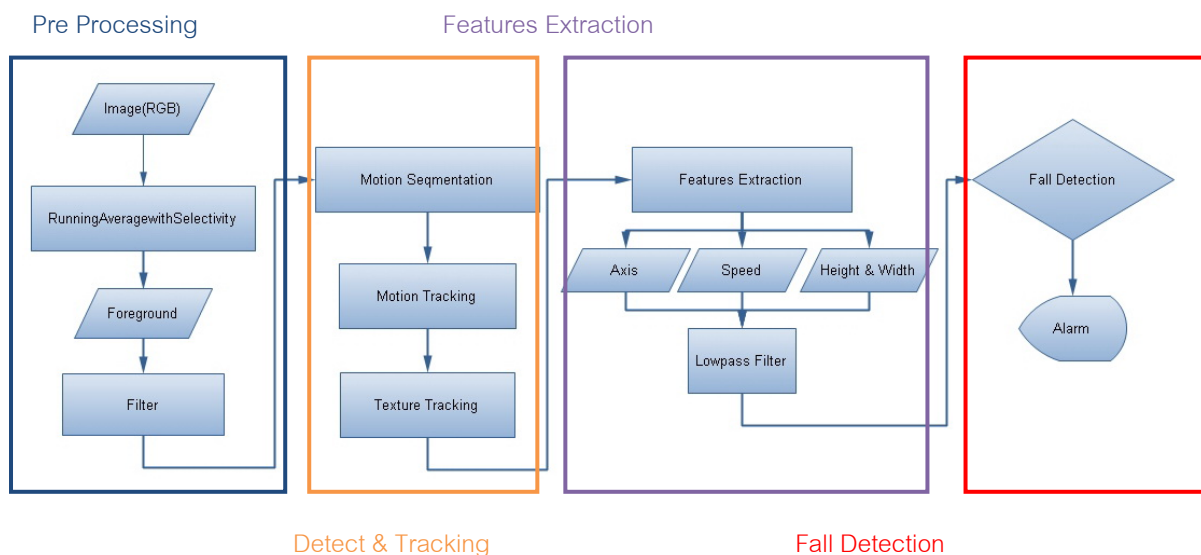 Pre Processing
Features Extraction
Image(RGB)
RunningAveragewithSelectivity
Foreground
Filter
Motion Seqmentation
Motion Tracking
Texture Tracking
Features Extraction
Axis
Speed
Height & Width
Lowpass Filter
Fall Detection
Alarm
Detect & Tracking
Fall Detection